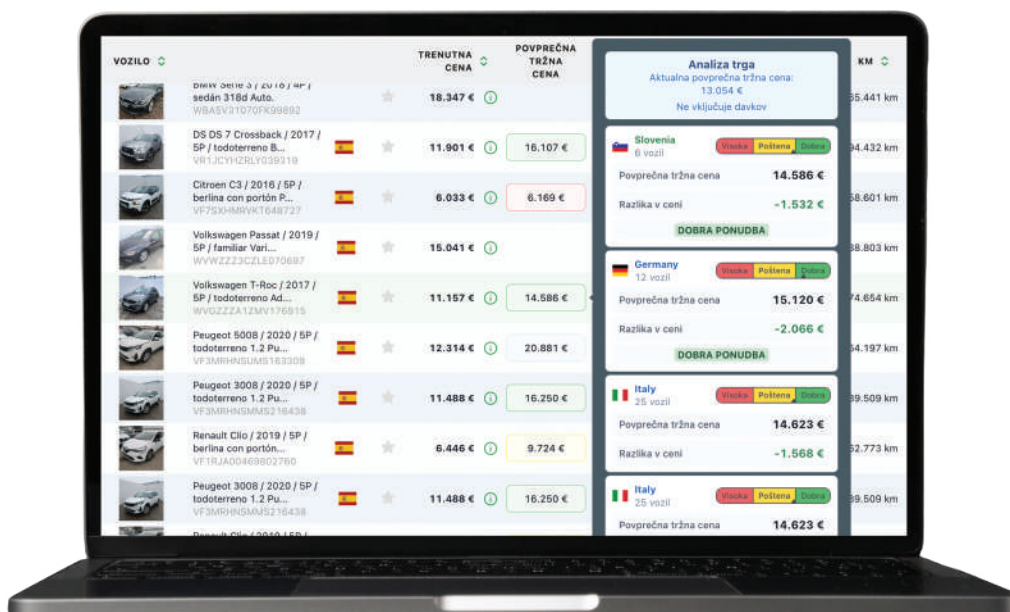 VOZILO
TRENUTNA
CENA
POVPREČNA
TRŽNA
CENA
KM
BMW Serie 3 / 2018 / 4P /
sedán 318d Auto.
WBA5V31070FK99892
18.347 €
65.441 km
DS DS 7 Crossback / 2017 /
5P / todoterreno B...
VR1JCYHZRLY039319
11.901 €
16.107 €
94.432 km
Citroen C3 / 2016 / 5P /
berlina con portón P...
VF7SXHMRVKT648727
6.033 €
6.169 €
58.601 km
Volkswagen Passat / 2019 /
5P / familiar Vari...
WVWZZZ3CZLE070697
15.041 €
38.803 km
Volkswagen T-Roc / 2017 /
5P / todoterreno Ad...
WVGZZZA1ZMV176915
11.157 €
14.586 €
74.654 km
Peugeot 5008 / 2020 / 5P /
todoterreno 1.2 Pu...
VF3MRHNSUMS163309
12.314 €
20.881 €
54.197 km
Peugeot 3008 / 2020 / 5P /
todoterreno 1.2 Pu...
VF3MRHNSMMS216438
11.488 €
16.250 €
39.509 km
Renault Clio / 2019 / 5P /
berlina con portón...
VF1RJA00469802760
6.446 €
9.724 €
52.773 km
Peugeot 3008 / 2020 / 5P /
todoterreno 1.2 Pu...
VF3MRHNSMMS216438
11.488 €
16.250 €
39.509 km
Renault Clio / 2019 / 5P /
Analiza trga
Aktualna povprečna tržna cena:
13.054 €
Ne vključuje davkov
Slovenia
6 vozil
Visoka Poštena Dobra
Povprečna tržna cena 14.586 €
Razlika v ceni -1.532 €
DOBRA PONUDBA
Germany
12 vozil
Visoka Poštena Dobra
Povprečna tržna cena 15.120 €
Razlika v ceni -2.066 €
DOBRA PONUDBA
Italy
25 vozil
Visoka Poštena Dobra
Povprečna tržna cena 14.623 €
Razlika v ceni -1.568 €
Italy
25 vozil
Visoka Poštena Dobra
Povprečna tržna cena 14.623 €